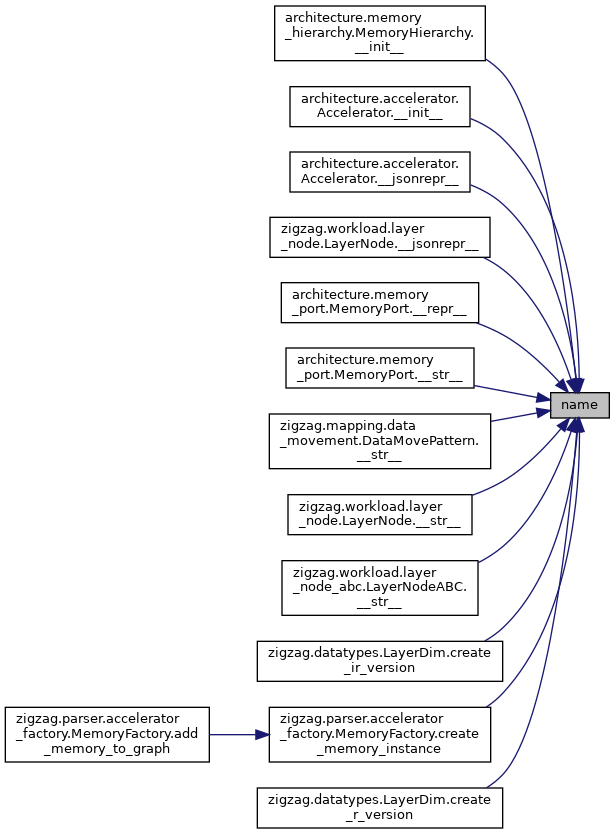 architecture.memory
_hierarchy.MemoryHierarchy.
__init__
architecture.accelerator.
Accelerator.__init__
architecture.accelerator.
Accelerator.__jsonrepr__
zigzag.workload.layer
_node.LayerNode.__jsonrepr__
architecture.memory
_port.MemoryPort.__repr__
architecture.memory
_port.MemoryPort.__str__
name
zigzag.mapping.data
_movement.DataMovePattern.
__str__
zigzag.workload.layer
_node.LayerNode.__str__
zigzag.workload.layer
_node_abc.LayerNodeABC.
__str__
zigzag.datatypes.LayerDim.create
_ir_version
zigzag.parser.accelerator
_factory.MemoryFactory.add
_memory_to_graph
zigzag.parser.accelerator
_factory.MemoryFactory.create
_memory_instance
zigzag.datatypes.LayerDim.create
_r_version